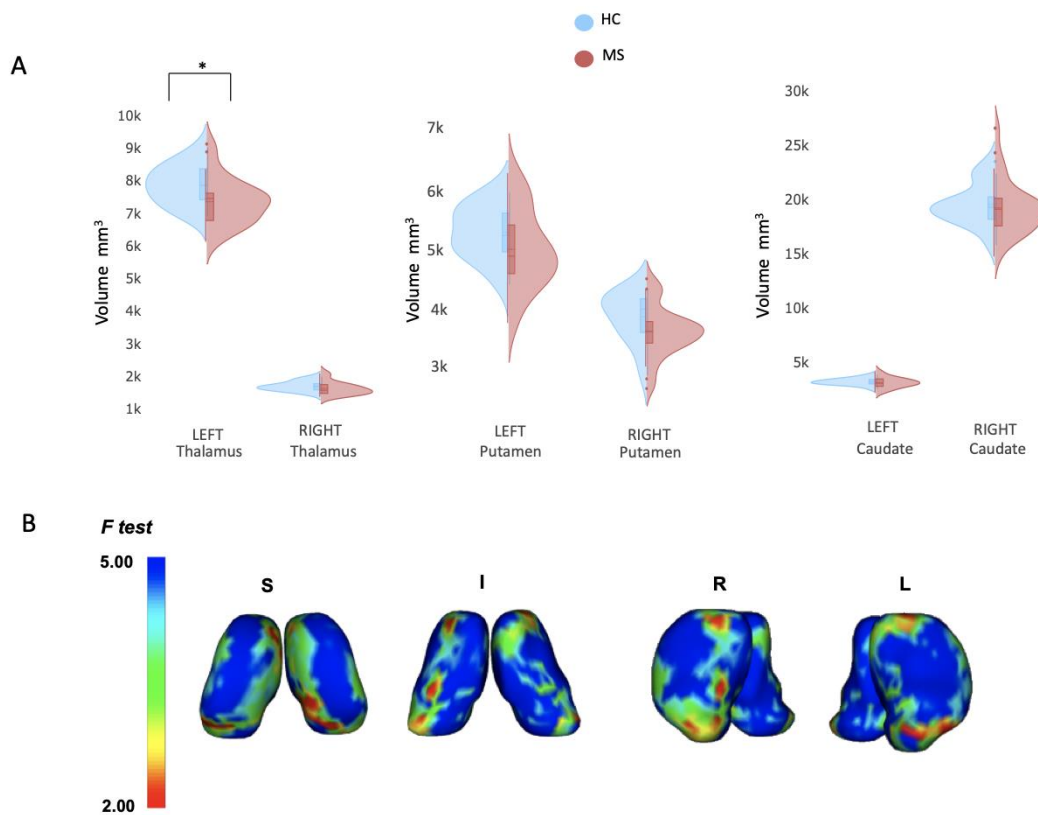 HC
MS
A
*
Volume mm³
10k
9k
8k
7k
6k
5k
4k
3k
2k
1k
LEFT
Thalamus
RIGHT
Thalamus
Volume mm³
7k
6k
5k
4k
3k
LEFT
Putamen
RIGHT
Putamen
Volume mm³
30k
25k
20k
15k
10k
5k
LEFT
Caudate
RIGHT
Caudate
B
F test
5.00
2.00
S
I
R
L